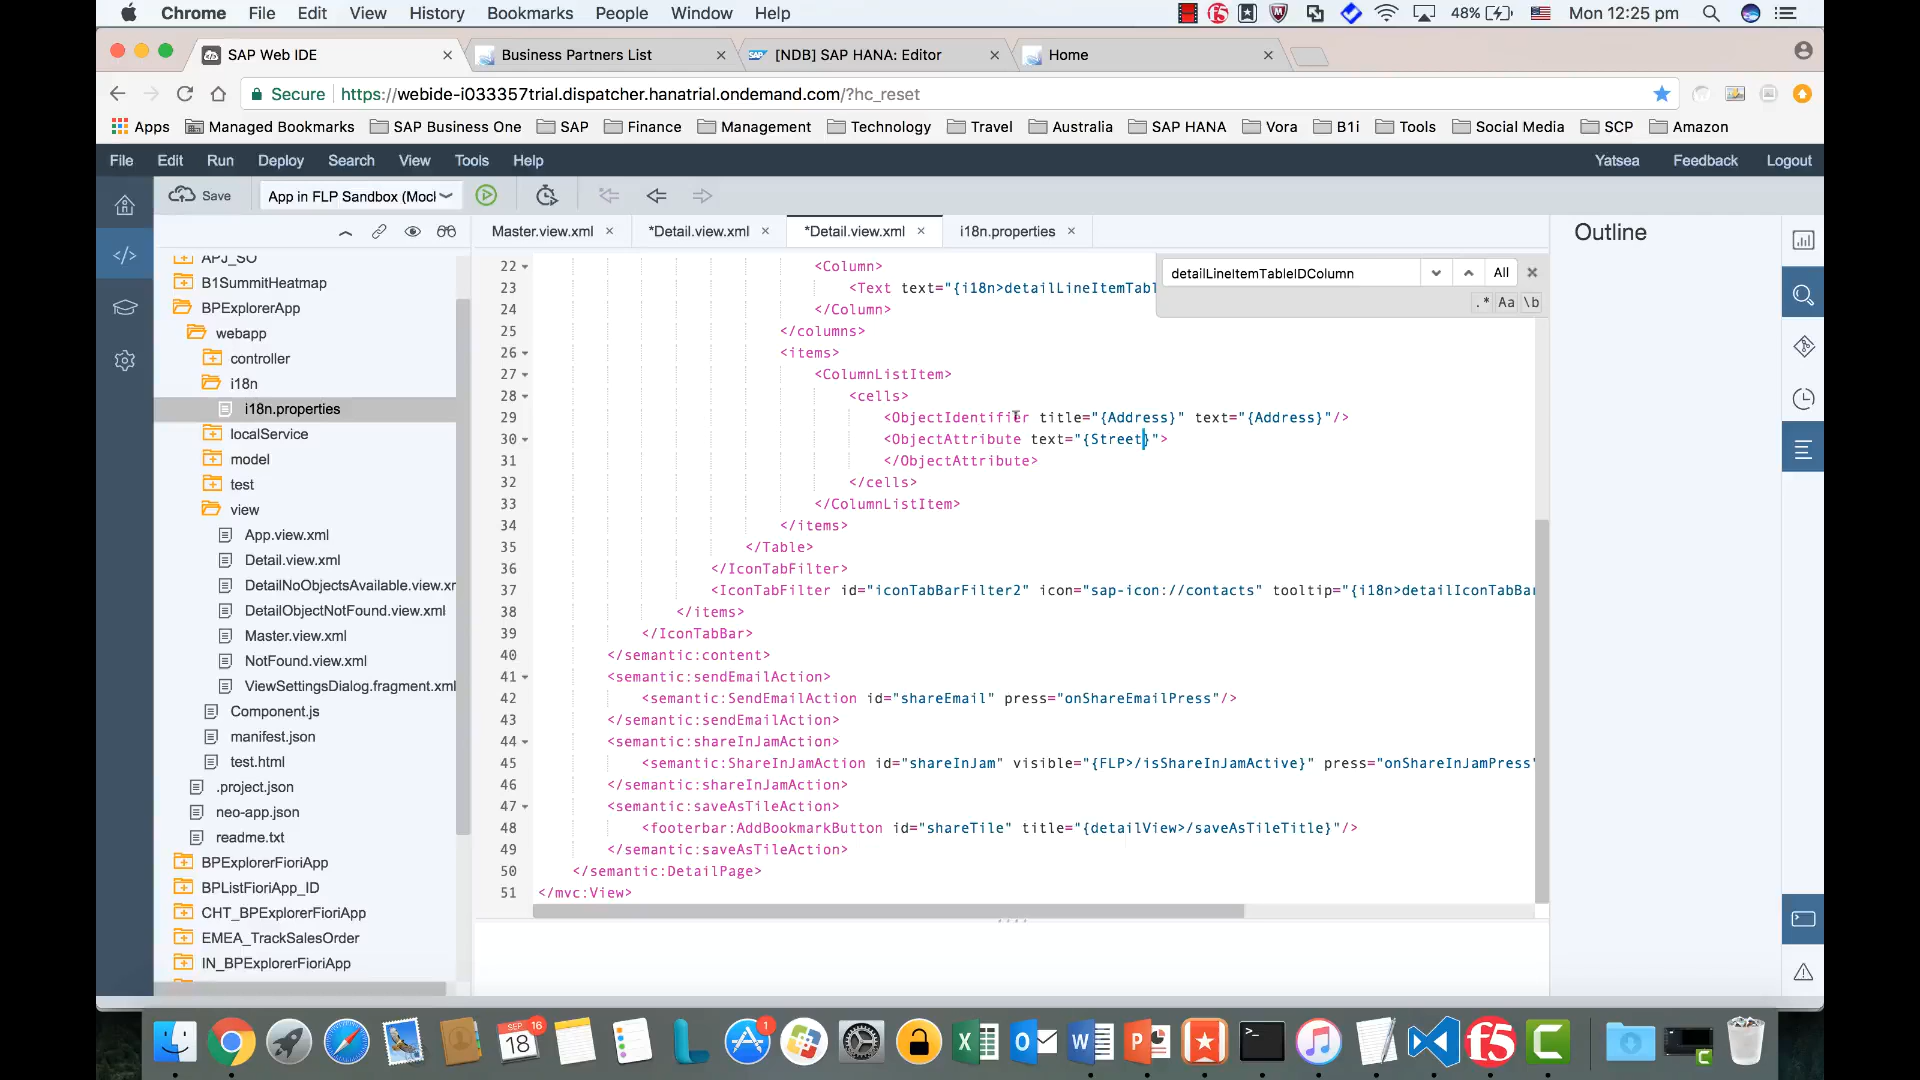 Chrome File Edit View History Bookmarks People Window Help 48% Mon 12:25 pm
SAP Web IDE Business Partners List SAP [NDB] SAP HANA: Editor Home
Secure https://webide-i033357trial.dispatcher.hanatrial.ondemand.com/?hc_reset
Apps Managed Bookmarks SAP Business One SAP Finance Management Technology Travel Australia SAP HANA Vora B1i Tools Social Media SCP Amazon
File Edit Run Deploy Search View Tools Help Yatsea Feedback Logout
Save App in FLP Sandbox (Mocl
Master.view.xml *Detail.view.xml *Detail.view.xml i18n.properties Outline
APJ_SO
B1SummitHeatmap
BPExplorerApp
webapp
controller
i18n
i18n.properties
localService
model
test
view
App.view.xml
Detail.view.xml
DetailNoObjectsAvailable.view.xr
DetailObjectNotFound.view.xml
Master.view.xml
NotFound.view.xml
ViewSettingsDialog.fragment.xml
Component.js
manifest.json
test.html
.project.json
neo-app.json
readme.txt
BPExplorerFioriApp
BPListFioriApp_ID
CHT_BPExplorerFioriApp
EMEA_TrackSalesOrder
IN_BPExplorerFioriApp
detailLineItemTableIDColumn All
.* Aa \b
22 <Column>
23 <Text text="{i18n>detailLineItemTabl
24 </Column>
25 </columns>
26 <items>
27 <ColumnListItem>
28 <cells>
29 <ObjectIdentifier title="{Address}" text="{Address}"/>
30 <ObjectAttribute text="{Street}">
31 </ObjectAttribute>
32 </cells>
33 </ColumnListItem>
34 </items>
35 </Table>
36 </IconTabFilter>
37 <IconTabFilter id="iconTabBarFilter2" icon="sap-icon://contacts" tooltip="{i18n>detailIconTabBar
38 </items>
39 </IconTabBar>
40 </semantic:content>
41 <semantic:sendEmailAction>
42 <semantic:SendEmailAction id="shareEmail" press="onShareEmailPress"/>
43 </semantic:sendEmailAction>
44 <semantic:shareInJamAction>
45 <semantic:ShareInJamAction id="shareInJam" visible="{FLP>/isShareInJamActive}" press="onShareInJamPress"
46 </semantic:shareInJamAction>
47 <semantic:saveAsTileAction>
48 <footerbar:AddBookmarkButton id="shareTile" title="{detailView>/saveAsTileTitle}"/>
49 </semantic:saveAsTileAction>
50 </semantic:DetailPage>
51 </mvc:View>
SEP 16
18
1
f5